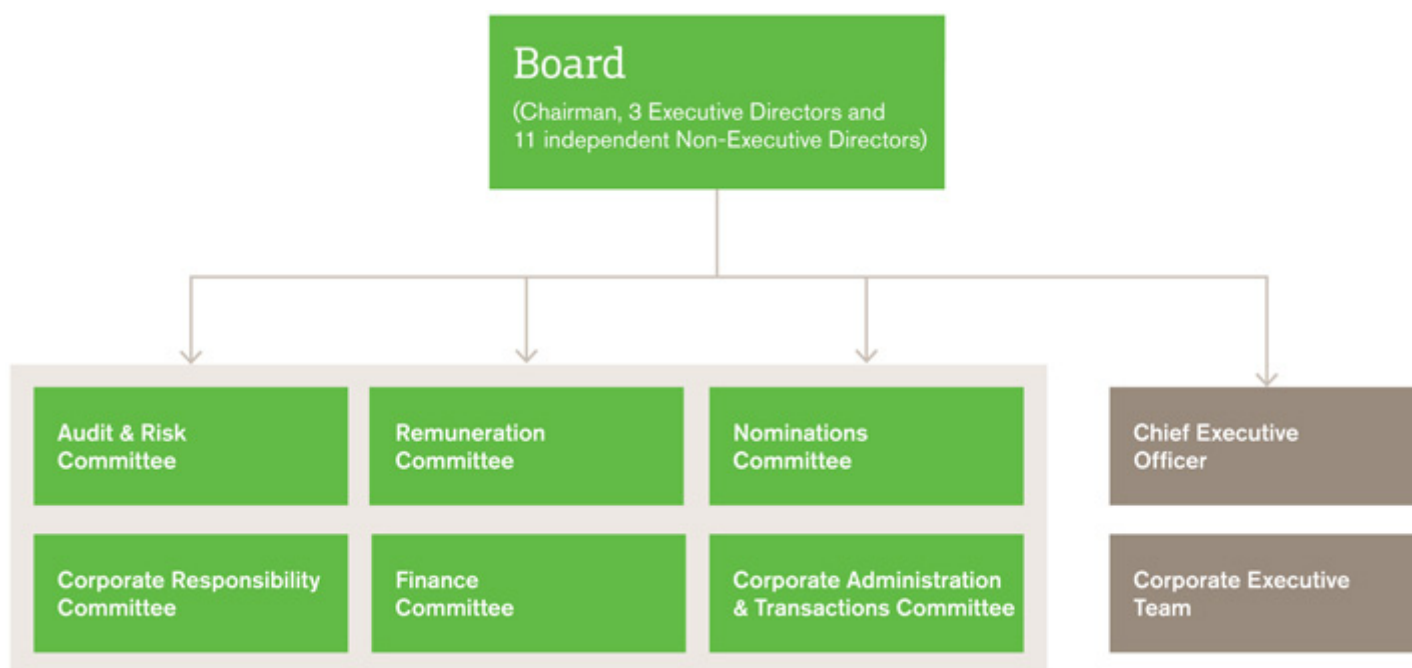 Board
(Chairman, 3 Executive Directors and
11 independent Non-Executive Directors)
Audit & Risk
Committee
Remuneration
Committee
Nominations
Committee
Chief Executive
Officer
Corporate Responsibility
Committee
Finance
Committee
Corporate Administration
& Transactions Committee
Corporate Executive
Team